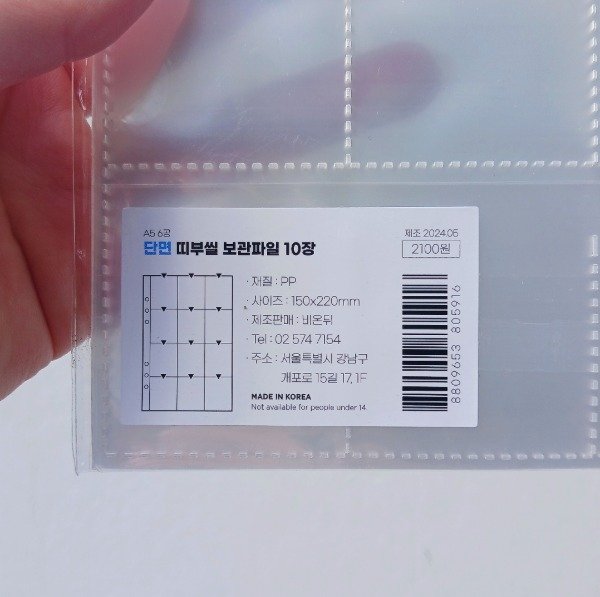 A5 6공
제조 2024.05
단면 띠부씰 보관파일 10장
2100원
· 재질 : PP
· 사이즈 : 150x220mm
· 제조판매 : 비온뒤
· Tel : 02 574 7154
· 주소 : 서울특별시 강남구
개포로 15길 17, 1F
MADE IN KOREA
Not available for people under 14.
8809653 805916